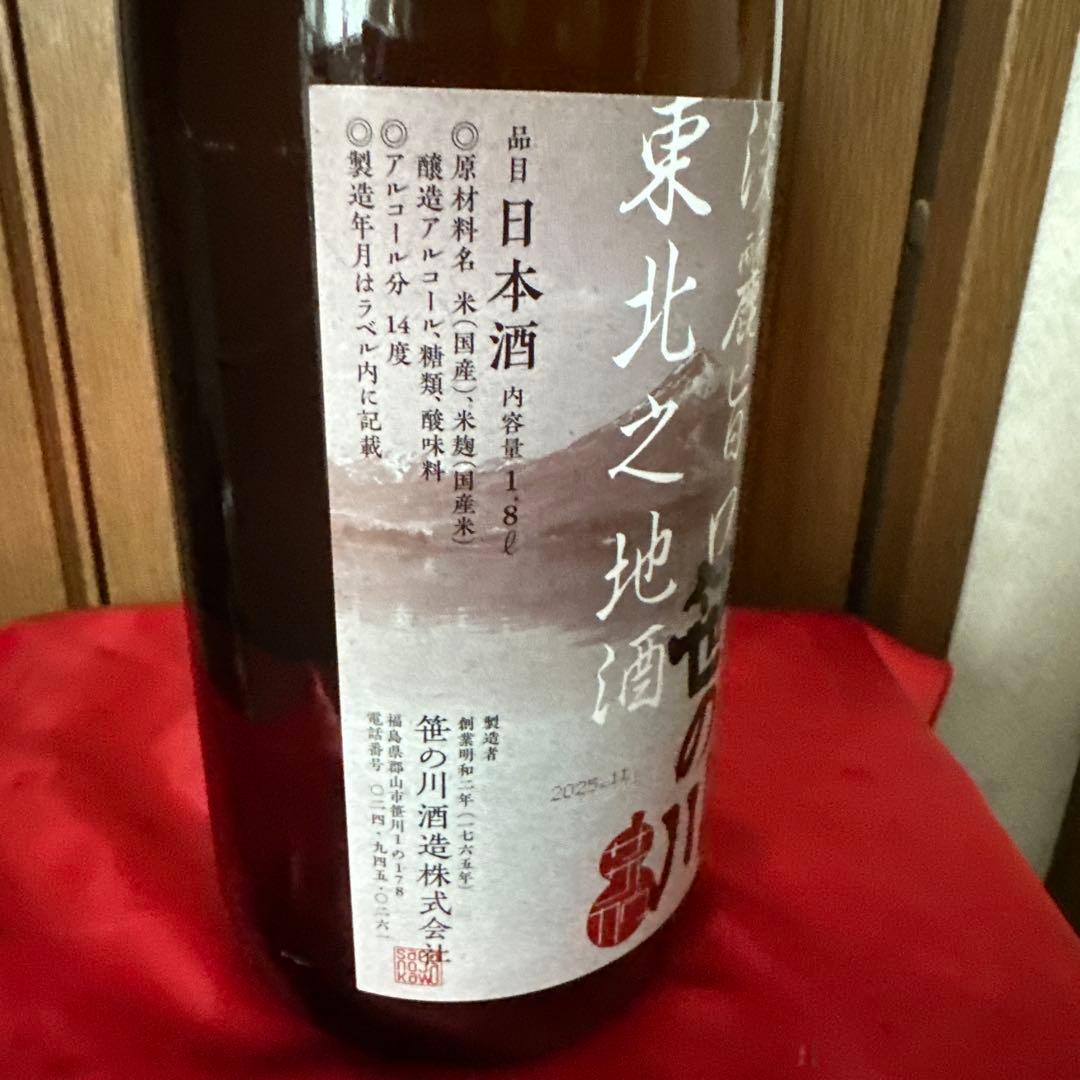 淡麗旨口
笹の川
東北之地酒
品目 日本酒 内容量 1.8ℓ
◎原材料名 米(国産)、米麹(国産米)
醸造アルコール、糖類、酸味料
◎アルコール分 14度
◎製造年月はラベル内に記載
2025.11
製造者
創業明和二年(一七六五年)
笹の川酒造株式会社
福島県郡山市笹川1の178
電話番号 〇二四・九四五・〇二六一